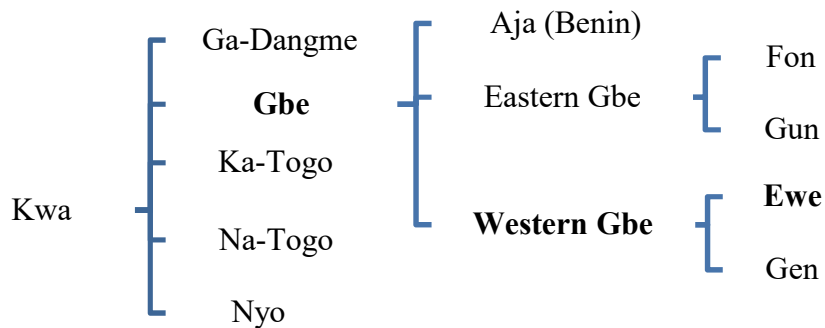 Kwa
Ga-Dangme
Gbe
Ka-Togo
Na-Togo
Nyo
Aja (Benin)
Eastern Gbe
Western Gbe
Fon
Gun
Ewe
Gen